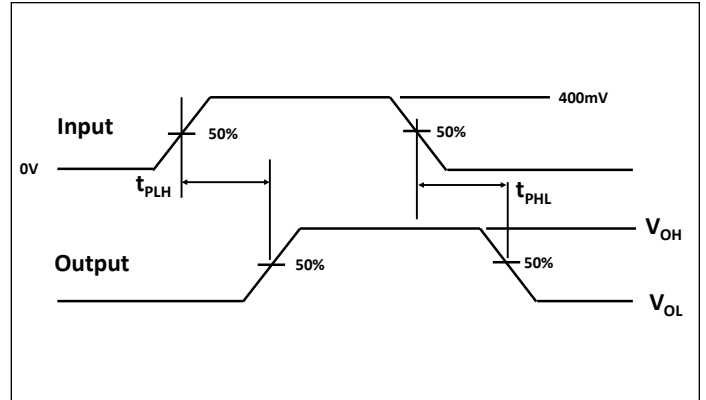 400mV
Input
50%
50%
0V
tPLH
tPHL
VOH
Output
50%
50%
VOL